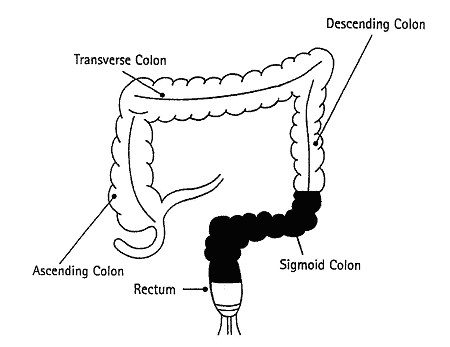 Descending Colon
Transverse Colon
Ascending Colon
Sigmoid Colon
Rectum